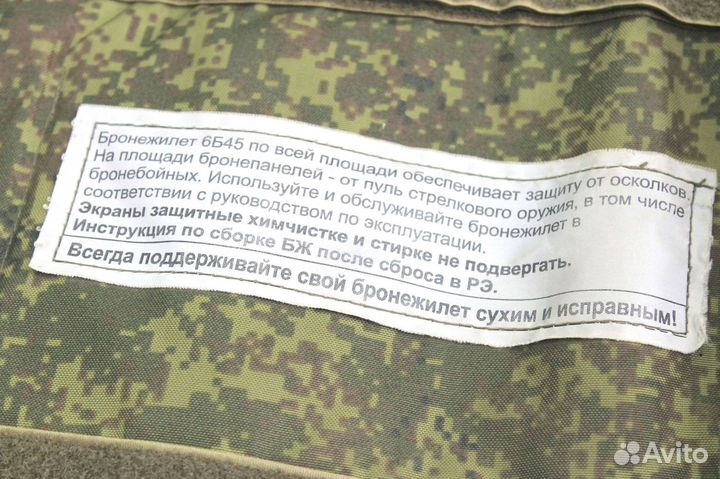 Бронежилет 6Б45 по всей площади обеспечивает защиту от осколков.
На площади бронепанелей - от пуль стрелкового оружия, в том числе
бронебойных. Используйте и обслуживайте бронежилет в
соответствии с руководством по эксплуатации.
Экраны защитные химчистке и стирке не подвергать.
Инструкция по сборке БЖ после сброса в РЭ.
Всегда поддерживайте свой бронежилет сухим и исправным!
Avito